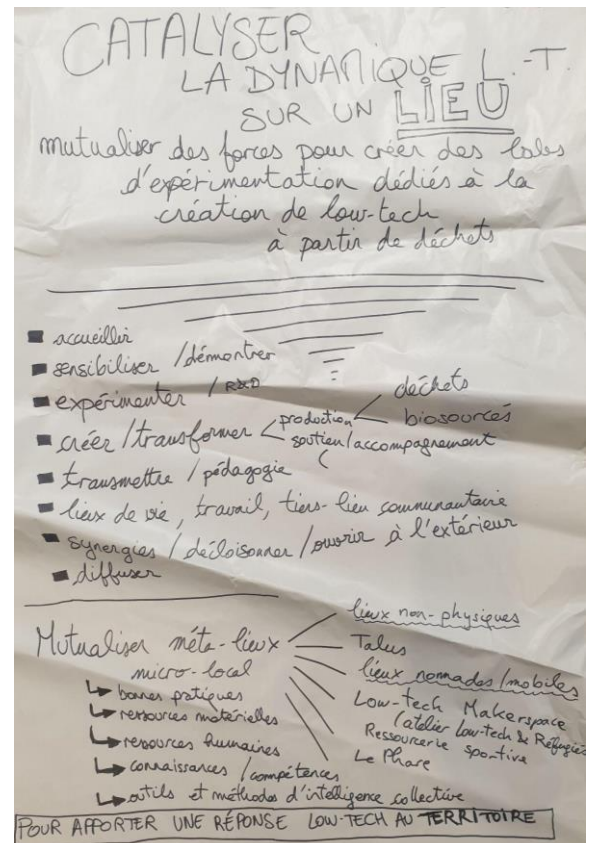 CATALYSER
LA DYNAMIQUE L.-T.
SUR UN LIEU
mutualiser des forces pour créer des labs
d'expérimentation dédiés à la
création de low-tech
à partir de déchets
■ accueillir
■ sensibiliser / démontrer
■ expérimenter / R&D
■ créer / transformer < production < déchets
biosourcés
soutien / accompagnement
■ transmettre / pédagogie
■ lieux de vie, travail, tiers-lieu communautaire
■ synergies / décloisonner / ouvrir à l'extérieur
■ diffuser
Mutualiser méta-lieux
micro-local
↳ bonnes pratiques
↳ ressources matérielles
↳ ressources humaines
↳ connaissances / compétences
↳ outils et méthodes d'intelligence collective
lieux non-physiques
Talus
lieux nommades / mobiles
Low-tech Makerspace
(atelier low-tech & Réfugiés
Ressourcerie sportive
Le Phare
POUR APPORTER UNE RÉPONSE LOW-TECH AU TERRITOIRE